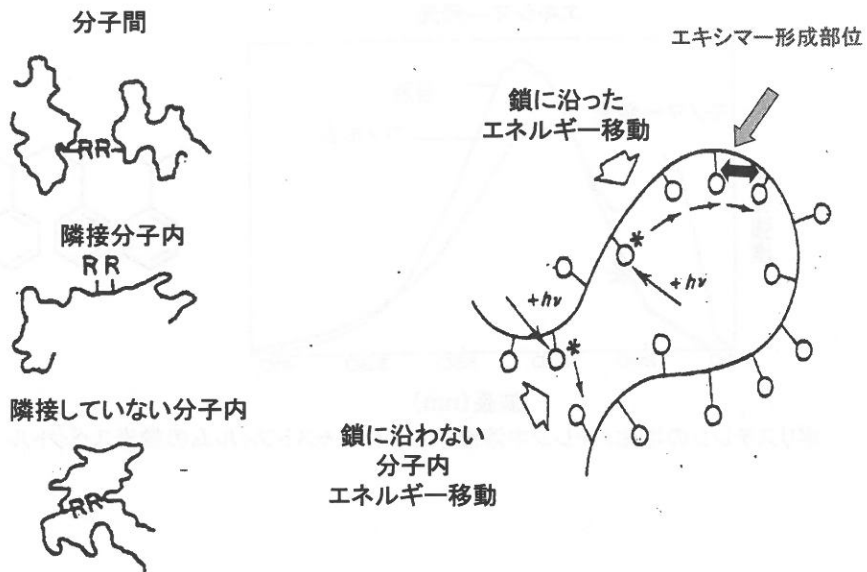 分子間
RR
隣接分子内
R R
隣接していない分子内
RR
エキシマー形成部位
鎖に沿った
エネルギー移動
*
+hν
+hν
*
鎖に沿わない
分子内
エネルギー移動